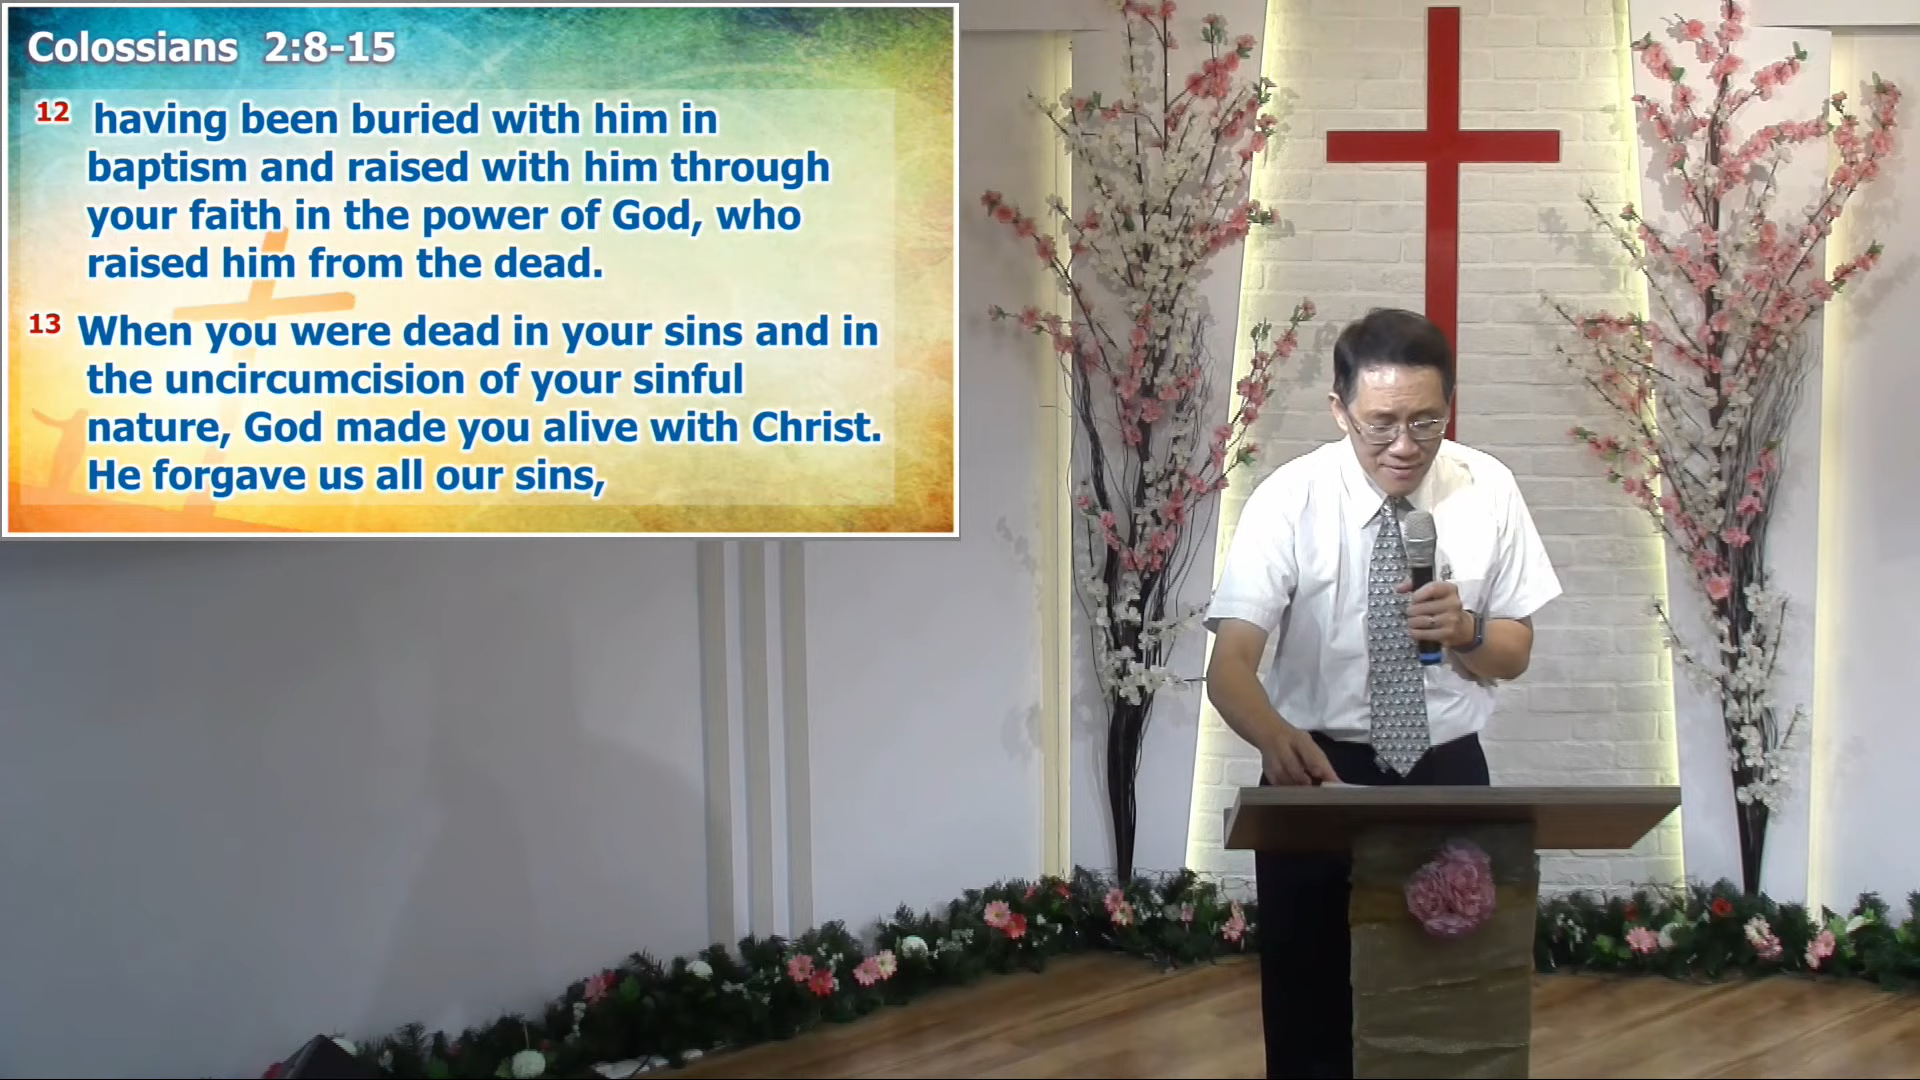 Colossians 2:8-15
12 having been buried with him in
baptism and raised with him through
your faith in the power of God, who
raised him from the dead.
13 When you were dead in your sins and in
the uncircumcision of your sinful
nature, God made you alive with Christ.
He forgave us all our sins,